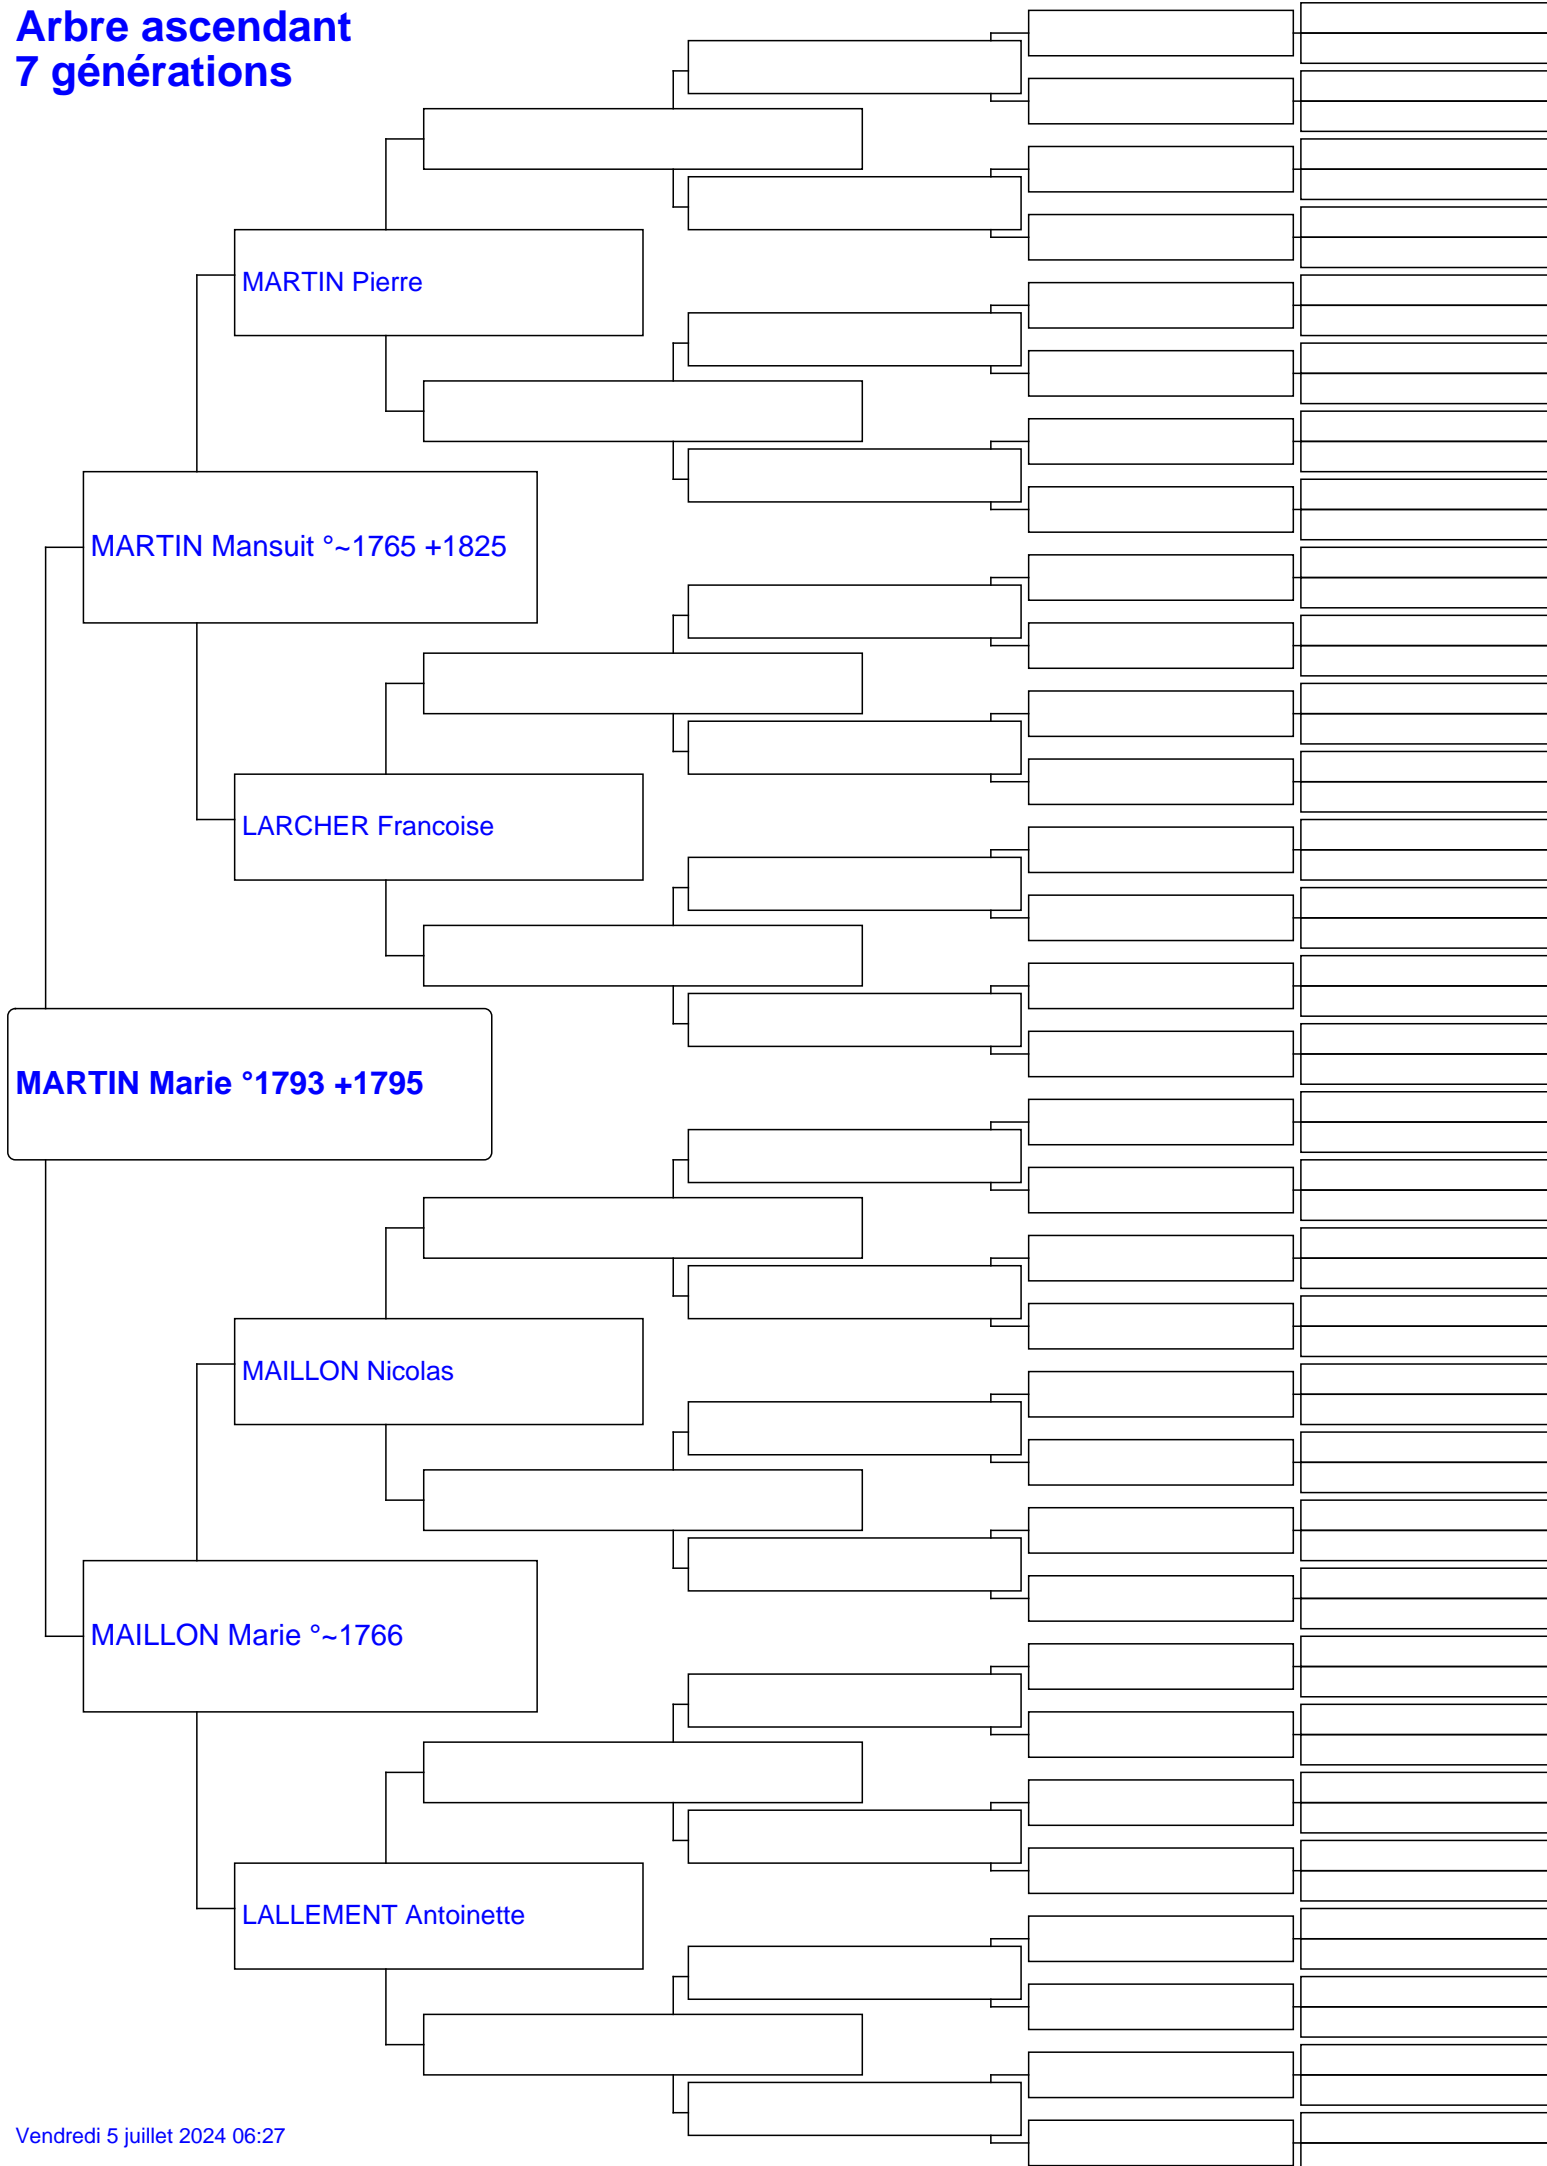 Arbre ascendant
7 générations
MARTIN Pierre
MARTIN Mansuit °~1765 +1825
LARCHER Francoise
MARTIN Marie °1793 +1795
MAILLON Nicolas
MAILLON Marie °~1766
LALLEMENT Antoinette
Vendredi 5 juillet 2024 06:27